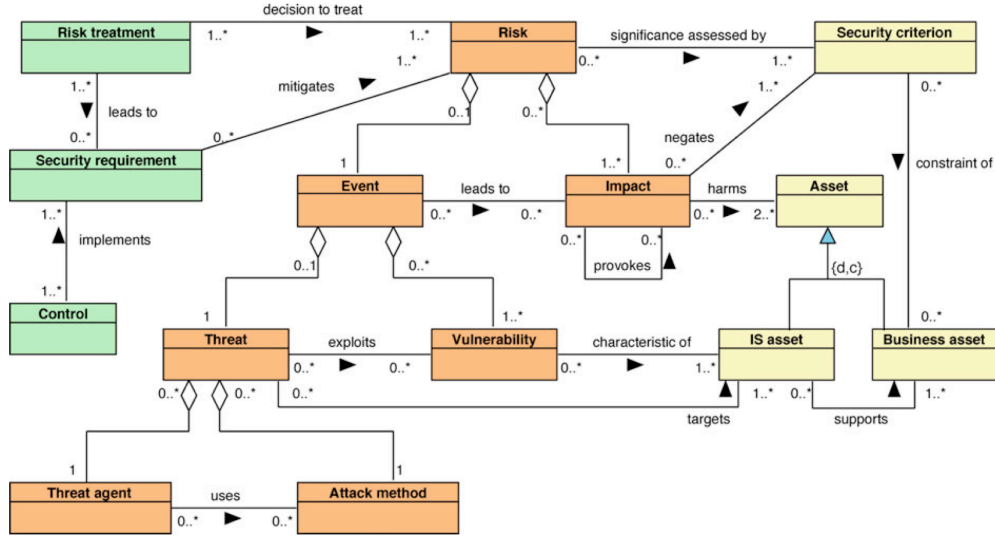 decision to treat
Risk treatment
1..*
1..*
Risk
significance assessed by
0..*
1..*
Security criterion
1..*
mitigates
1..*
0..1
0..*
1..*
0..*
leads to
0..*
0..*
negates
constraint of
Security requirement
1
1..*
0..*
Event
leads to
Impact
harms
Asset
1..*
0..*
0..*
0..*
2..*
implements
0..*
0..*
provokes
0..1
0..*
{d,c}
1..*
Control
1
1..*
0..*
Threat
exploits
Vulnerability
characteristic of
IS asset
Business asset
0..*
0..*
0..*
1..*
0..*
0..*
0..*
1..*
0..*
1..*
targets
supports
1
1
Threat agent
uses
Attack method
0..*
0..*